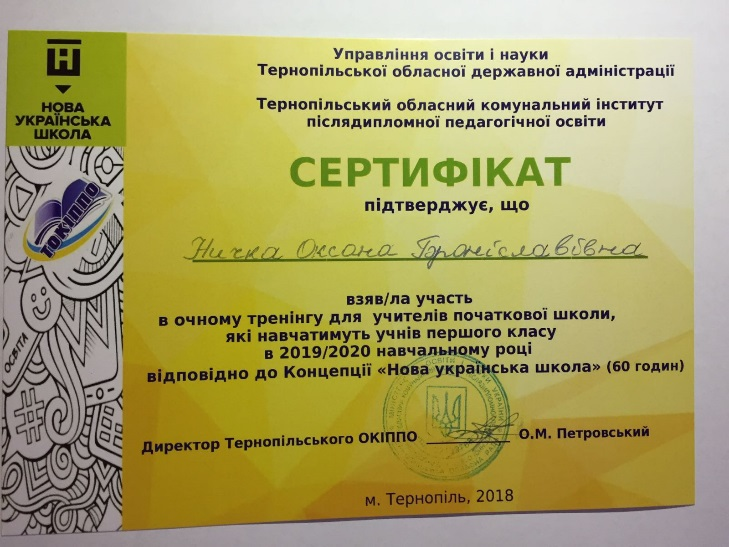 НОВА
УКРАЇНСЬКА
ШКОЛА
ТОКІППО
ОСВІТИ
Управління освіти і науки
Тернопільської обласної державної адміністрації
Тернопільський обласний комунальний інститут
післядипломної педагогічної освіти
СЕРТИФІКАТ
підтверджує, що
Ничка Оксана Броніславівна
взяв/ла участь
в очному тренінгу для учителів початкової школи,
які навчатимуть учнів першого класу
в 2019/2020 навчальному році
відповідно до Концепції «Нова українська школа» (60 годин)
Директор Тернопільського ОКІППО О.М. Петровський
м. Тернопіль, 2018